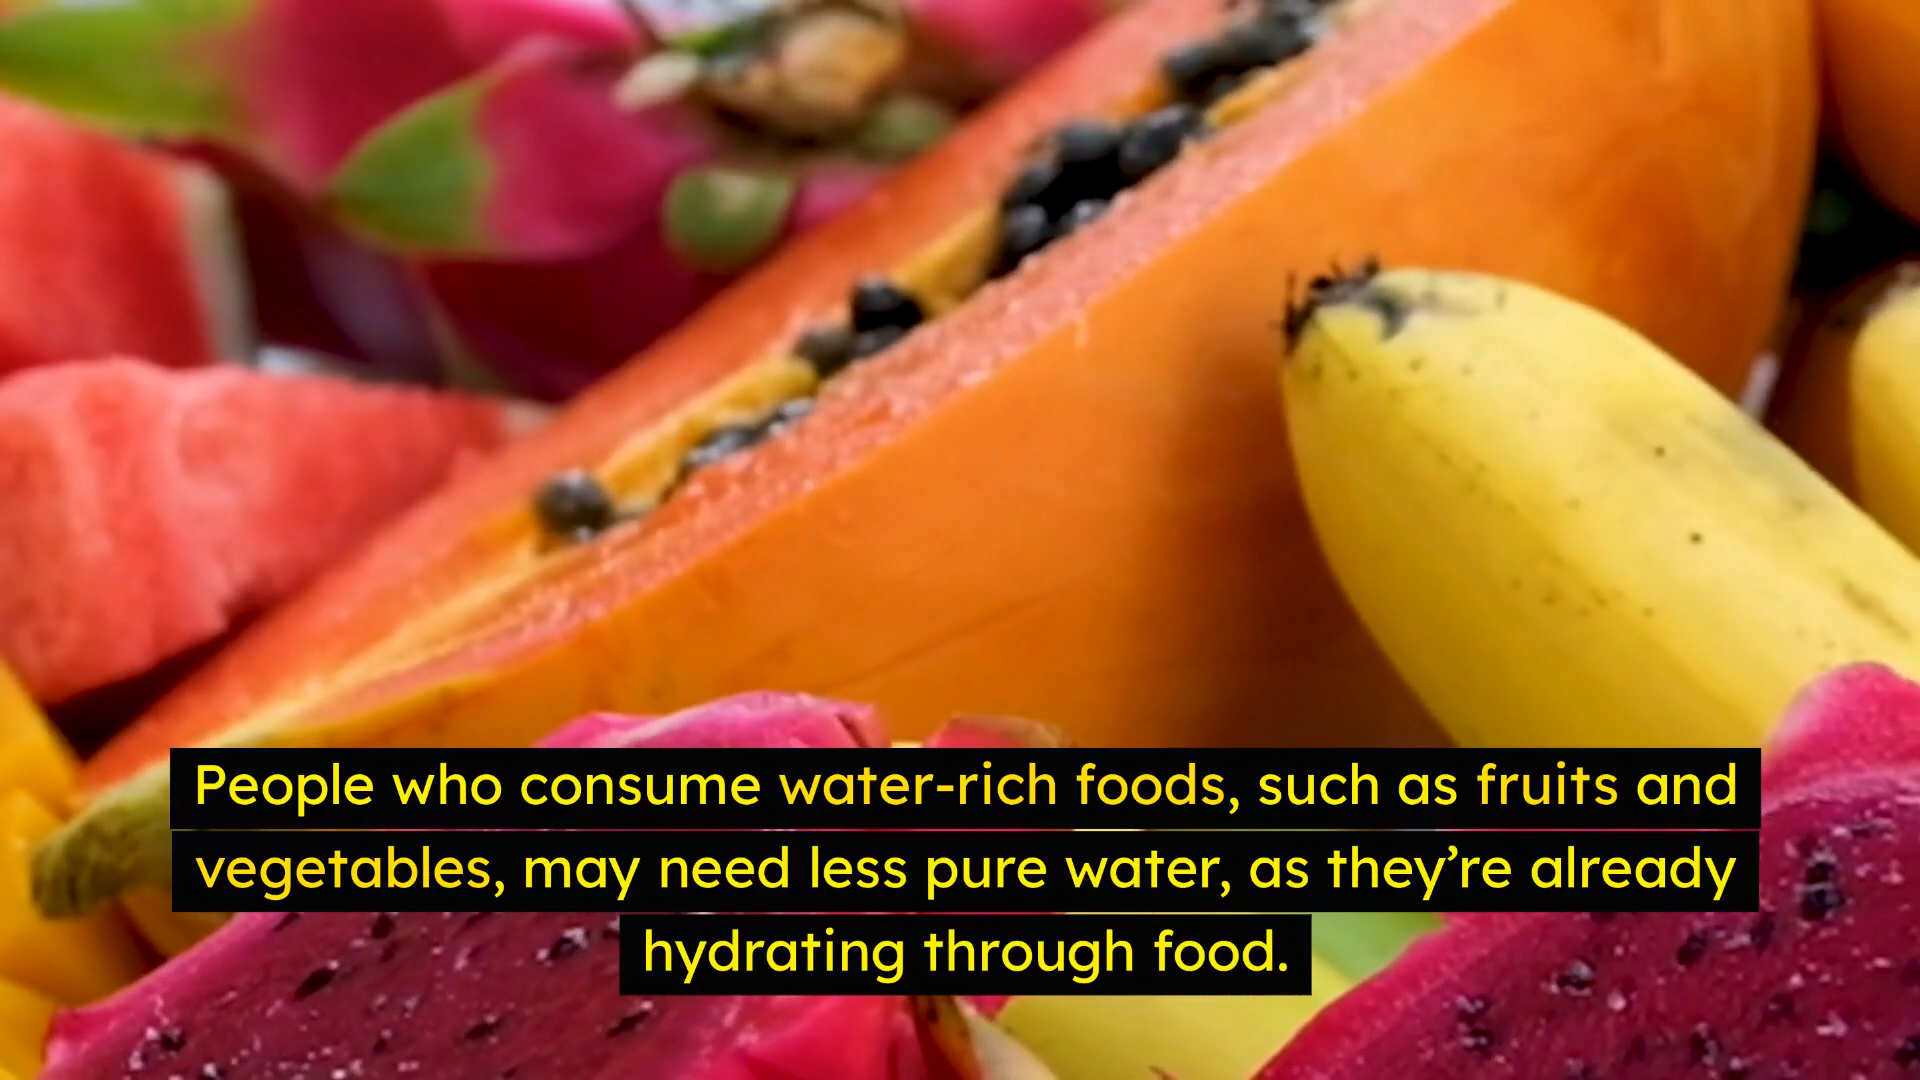 People who consume water-rich foods, such as fruits and
vegetables, may need less pure water, as they’re already
hydrating through food.